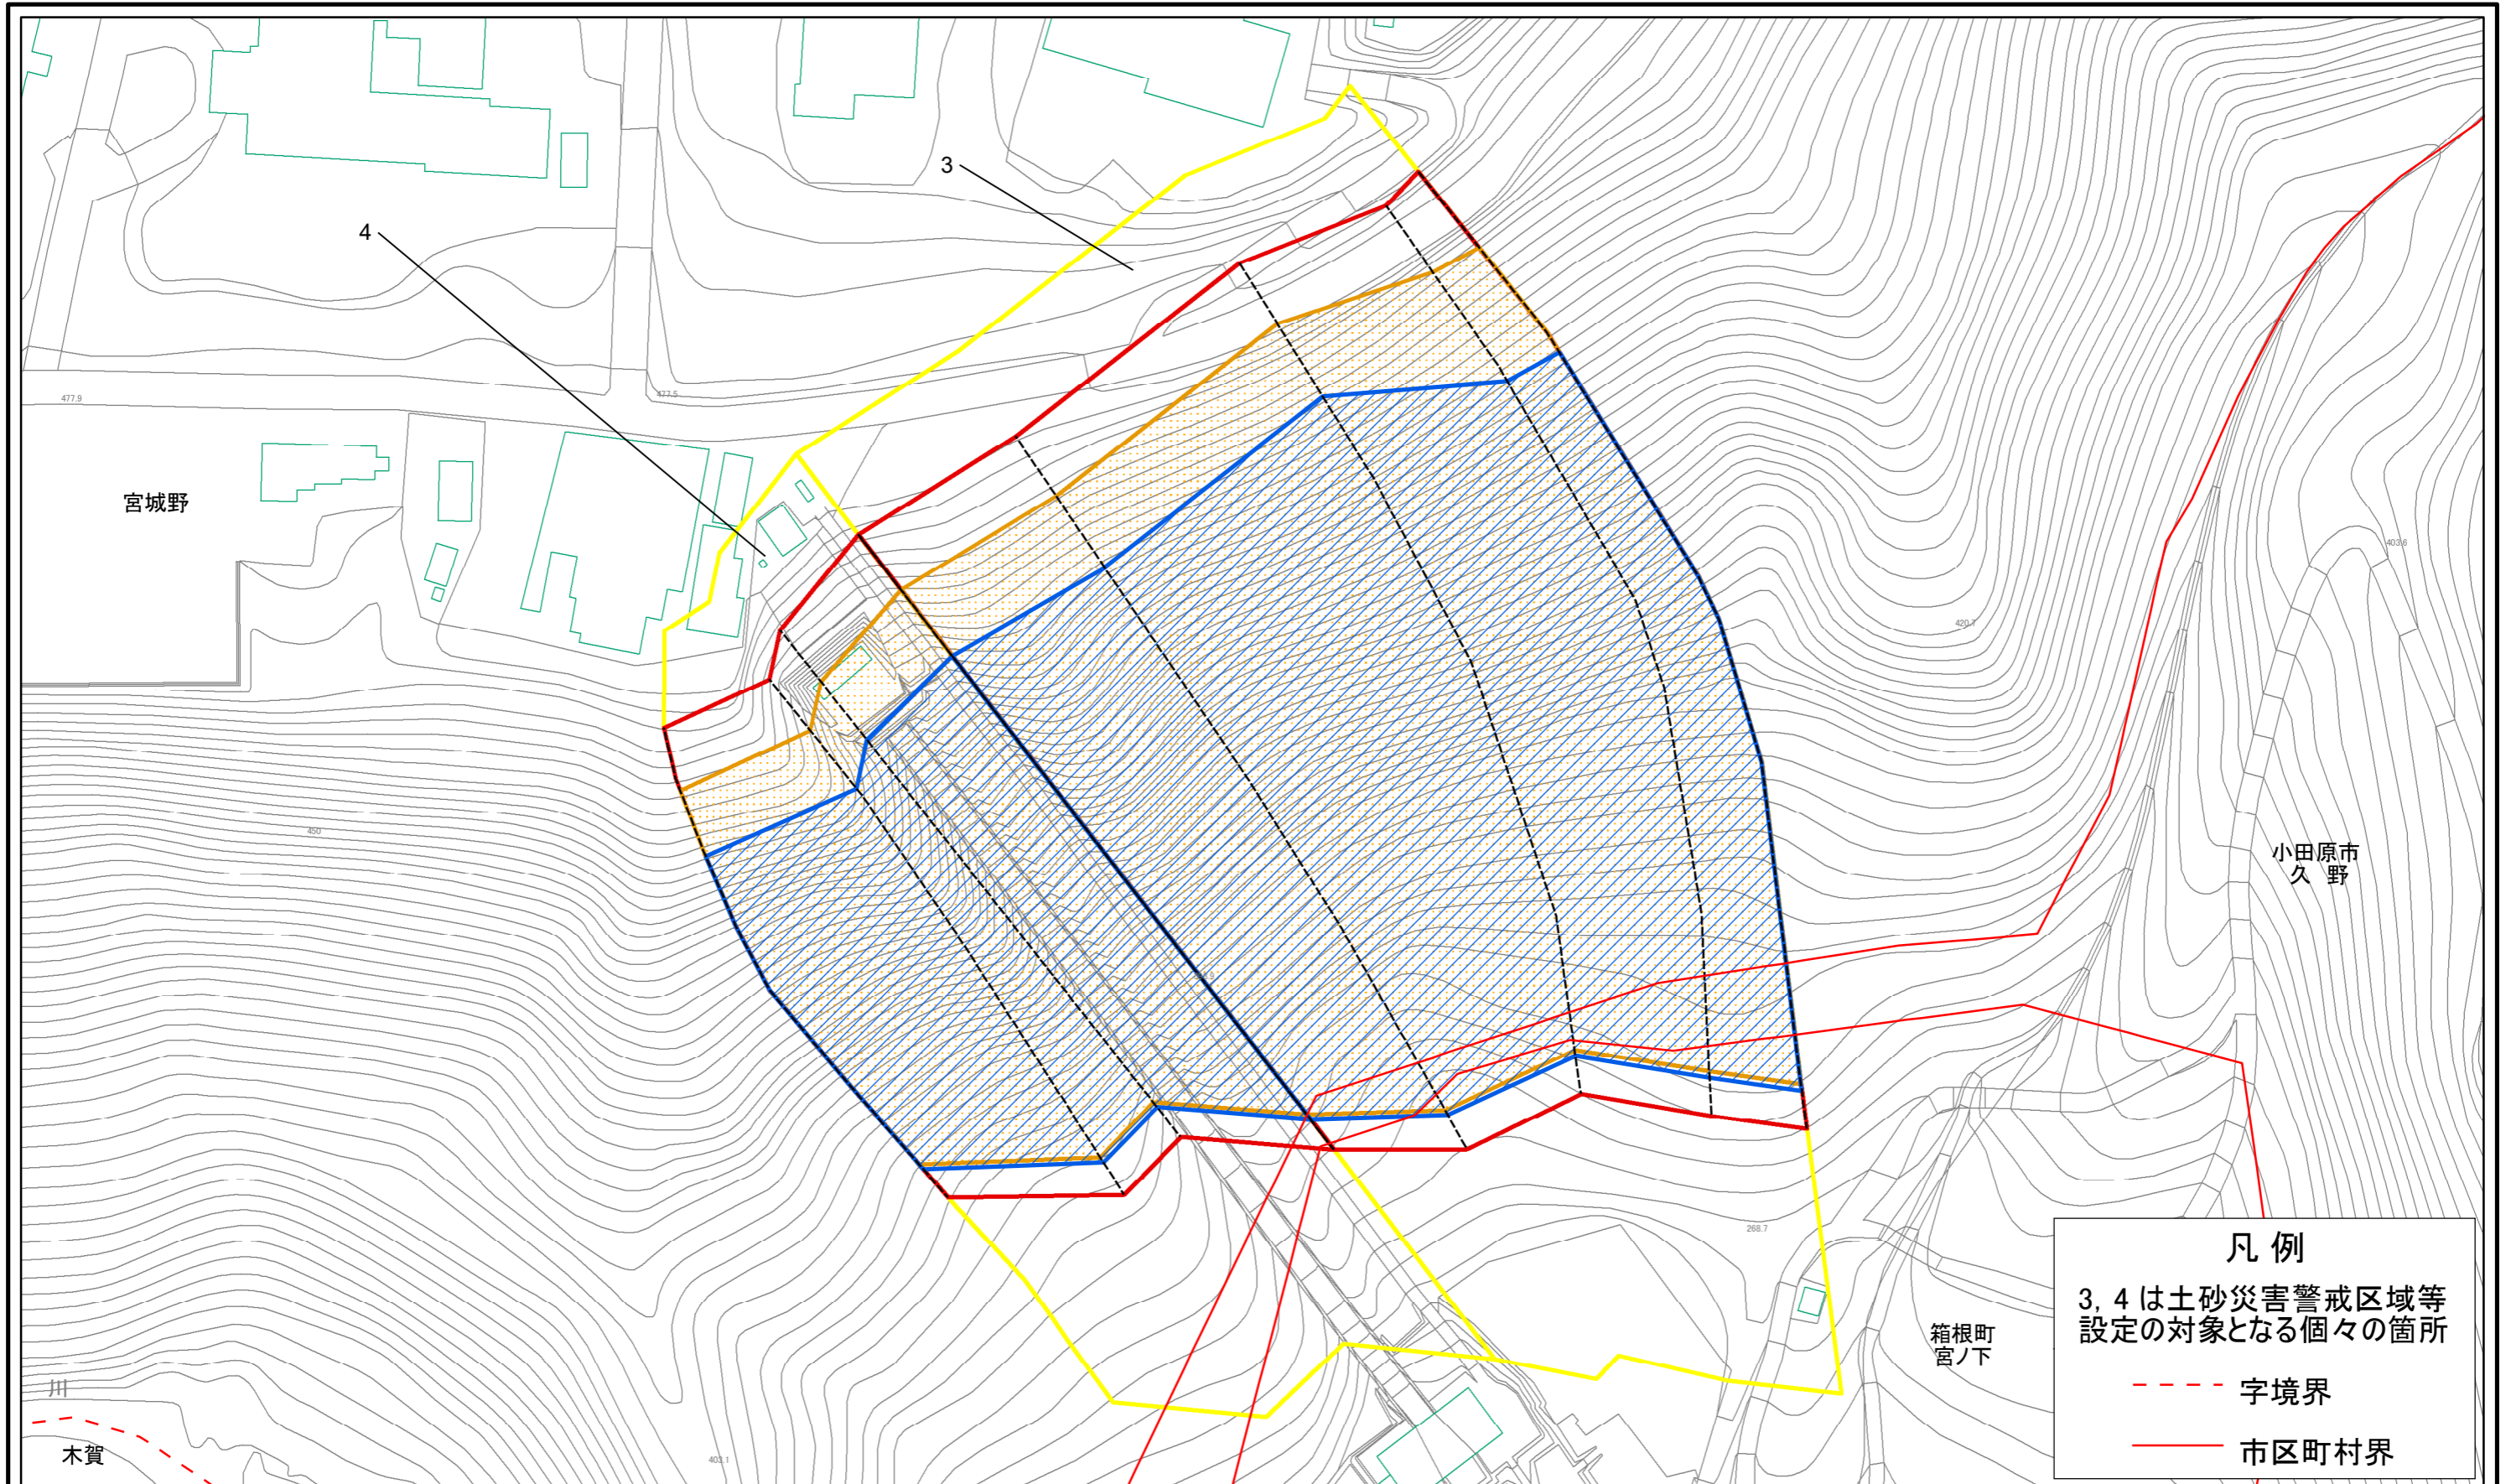 3
4
477.9
477.5
宮城野
403.6
420.7
450
小田原市
久 野
268.7
箱根町
宮ノ下
川
木賀
403.1
凡 例
3, 4 は土砂災害警戒区域等
設定の対象となる個々の箇所
字境界
市区町村界